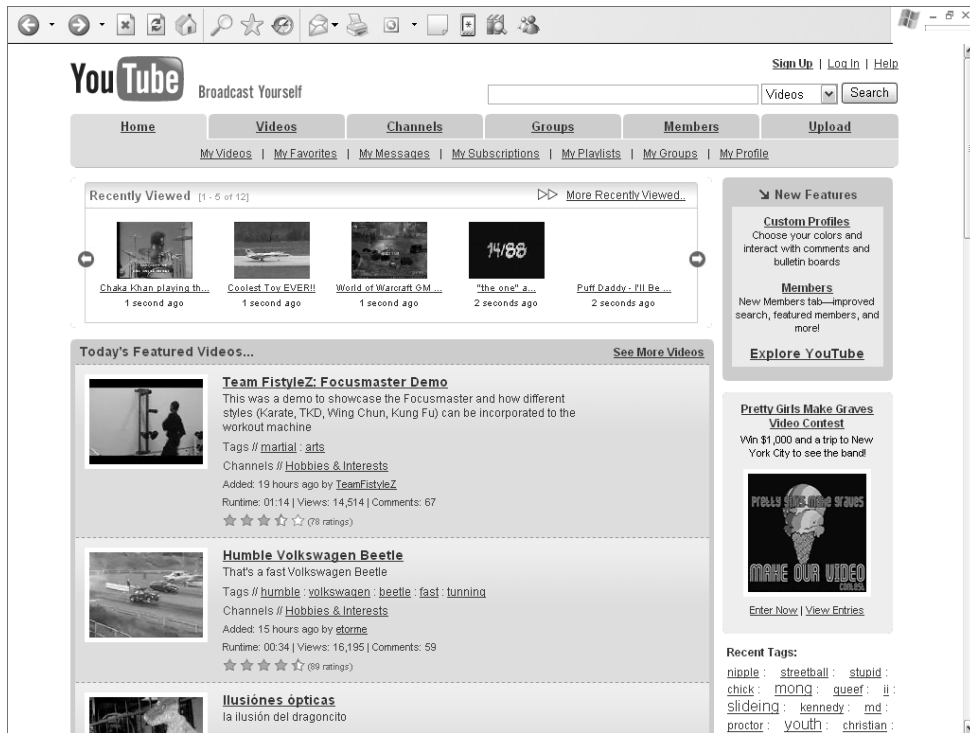 Sign Up | Log In | Help
You Tube
Broadcast Yourself
Videos
Search
Home Videos Channels Groups Members Upload
My Videos | My Favorites | My Messages | My Subscriptions | My Playlists | My Groups | My Profile
Recently Viewed [1 - 5 of 12]
More Recently Viewed..
14/88
Chaka Khan playing th... Coolest Toy EVER!! World of Warcraft GM ... "the one" a... Puff Daddy - I'll Be ...
1 second ago 1 second ago 1 second ago 2 seconds ago 2 seconds ago
Today's Featured Videos...
See More Videos
Team FistyleZ: Focusmaster Demo
This was a demo to showcase the Focusmaster and how different
styles (Karate, TKD, Wing Chun, Kung Fu) can be incorporated to the
workout machine
Tags // martial : arts
Channels // Hobbies & Interests
Added: 19 hours ago by TeamFistyleZ
Runtime: 01:14 | Views: 14,514 | Comments: 67
(78 ratings)
Humble Volkswagen Beetle
That's a fast Volkswagen Beetle
Tags // humble : volkswagen : beetle : fast : tunning
Channels // Hobbies & Interests
Added: 15 hours ago by etorme
Runtime: 00:34 | Views: 16,195 | Comments: 59
(89 ratings)
Ilusiónes ópticas
la ilusión del dragoncito
New Features
Custom Profiles
Choose your colors and
interact with comments and
bulletin boards
Members
New Members tab—improved
search, featured members, and
more!
Explore YouTube
Pretty Girls Make Graves
Video Contest
Win $1,000 and a trip to New
York City to see the band!
PRETTY GIRLS MAKE GRAVES
MAKE OUR VIDEO
CONTEST
Enter Now | View Entries
Recent Tags:
nipple : streetball : stupid :
chick : mong : queef : ii :
slideing : kennedy : md :
proctor : youth : christian :